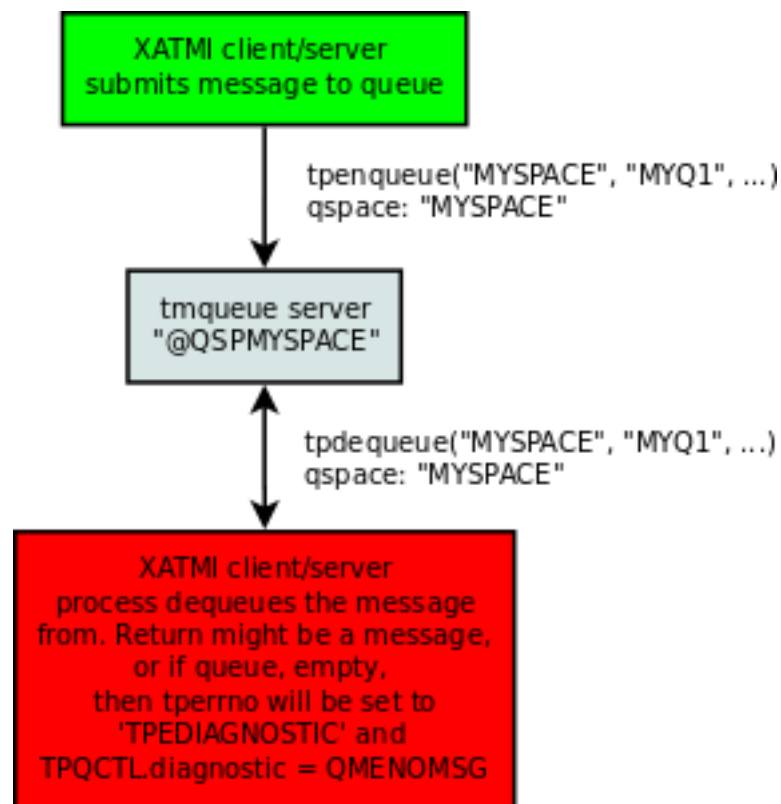 XATMI client/server
submits message to queue
tpenqueue("MYSPACE", "MYQ1", ...)
qspace: "MYSPACE"
tmqueue server
"@QSPMYSPACE"
tpdequeue("MYSPACE", "MYQ1", ...)
qspace: "MYSPACE"
XATMI client/server
process dequeues the message
from. Return might be a message,
or if queue, empty,
then tperrno will be set to
'TPEDIAGNOSTIC' and
TPQCTL.diagnostic = QMENOMSG